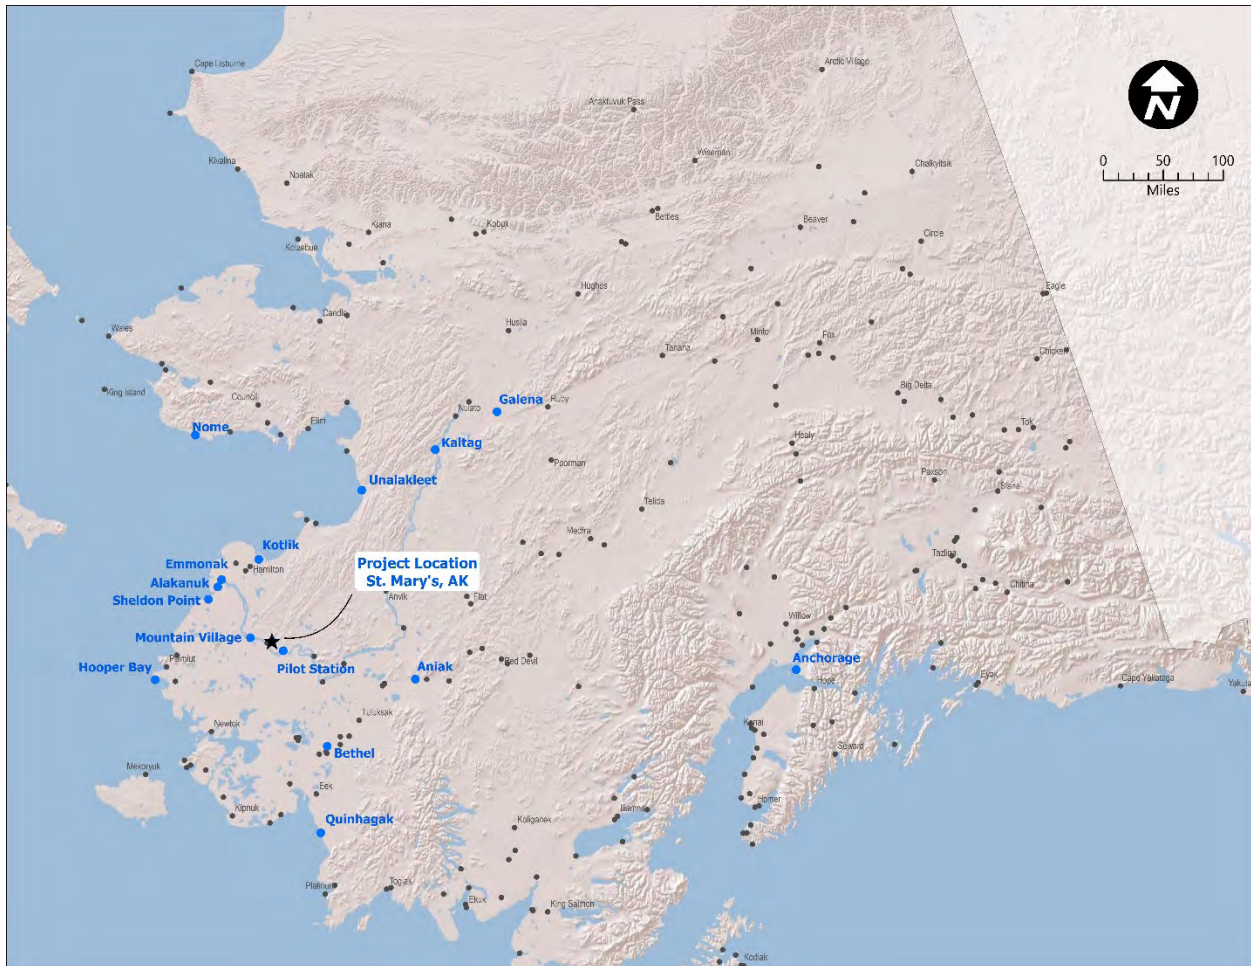 Cape Lisburne
Arctic Village
Anaktuvuk Pass
N
Wiseman
Kivalina
Chalkyitsik
0 50 100
Miles
Noatak
Bettles
Kiana
Kobuk
Beaver
Kotzebue
Circle
Hughes
Eagle
Candle
Huslia
Wales
Minto
Fox
Tanana
Chicken
King Island
Big Delta
Council
Galena
Ruby
Nulato
Nome
Elim
Tok
Kaltag
Healy
Poorman
Paxson
Unalakleet
Slana
Telida
Medfra
Kotlik
Tazlina
Emmonak
Hamilton
Project Location
St. Mary's, AK
Alakanuk
Chitina
Sheldon Point
Anvik
Flat
Willow
Mountain Village
Paimiut
Pilot Station
Red Devil
Anchorage
Hooper Bay
Aniak
Hope
Eyak
Cape Yakataga
Yakuta
Tuluksak
Newtok
Kenai
Bethel
Seward
Mekoryuk
Eek
Kipnuk
Iliamna
Homer
Quinhagak
Koliganek
Platinum
Togiak
Ekuk
King Salmon
Kodiak